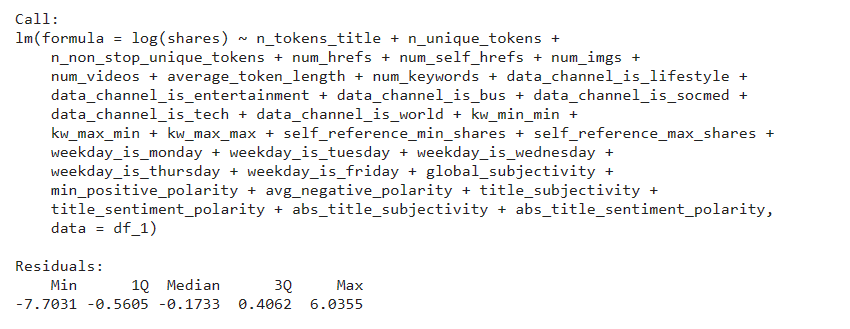 Call:
lm(formula = log(shares) ~ n_tokens_title + n_unique_tokens +
    n_non_stop_unique_tokens + num_hrefs + num_self_hrefs + num_imgs +
    num_videos + average_token_length + num_keywords + data_channel_is_lifestyle +
    data_channel_is_entertainment + data_channel_is_bus + data_channel_is_socmed +
    data_channel_is_tech + data_channel_is_world + kw_min_min +
    kw_max_min + kw_max_max + self_reference_min_shares + self_reference_max_shares +
    weekday_is_monday + weekday_is_tuesday + weekday_is_wednesday +
    weekday_is_thursday + weekday_is_friday + global_subjectivity +
    min_positive_polarity + avg_negative_polarity + title_subjectivity +
    title_sentiment_polarity + abs_title_subjectivity + abs_title_sentiment_polarity,
    data = df_1)

Residuals:
    Min      1Q  Median      3Q     Max
-7.7031 -0.5605 -0.1733  0.4062  6.0355